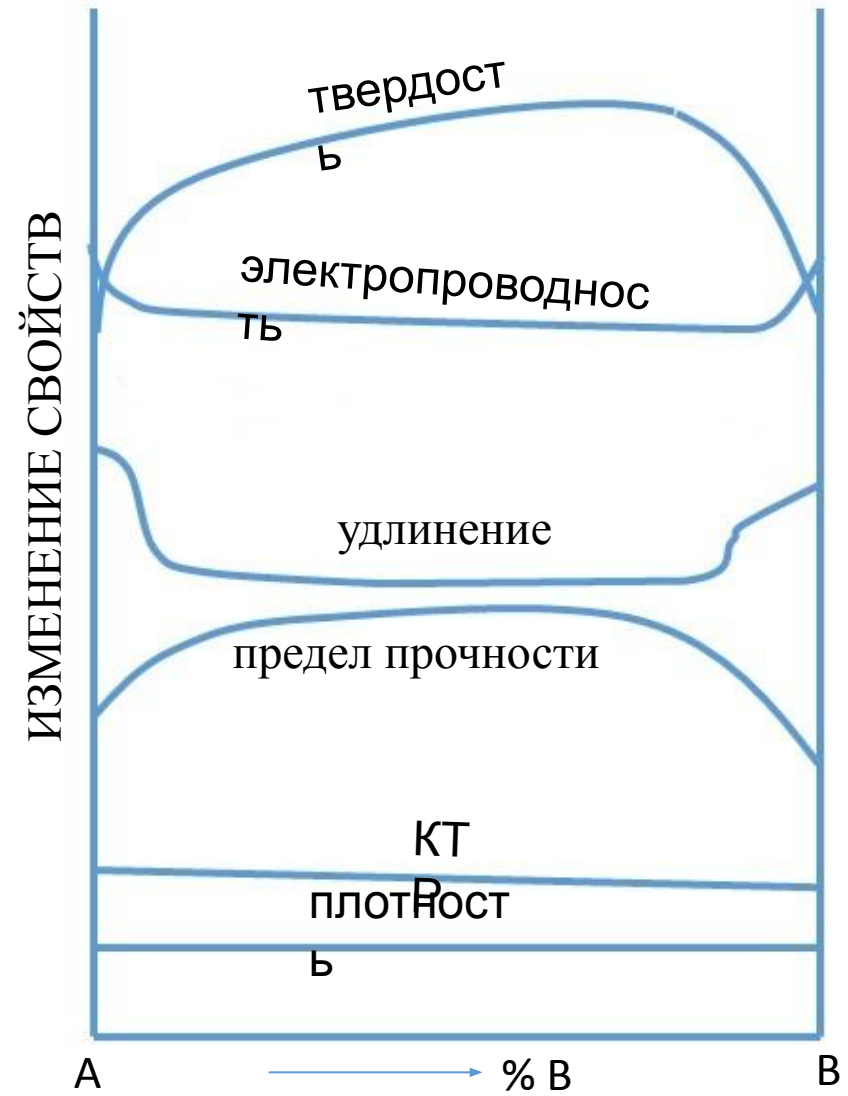 твердост
ь
электропроводнос
ть
ИЗМЕНЕНИЕ СВОЙСТВ
удлинение
предел прочности
КТ
Р
плотност
ь
А
% В
В